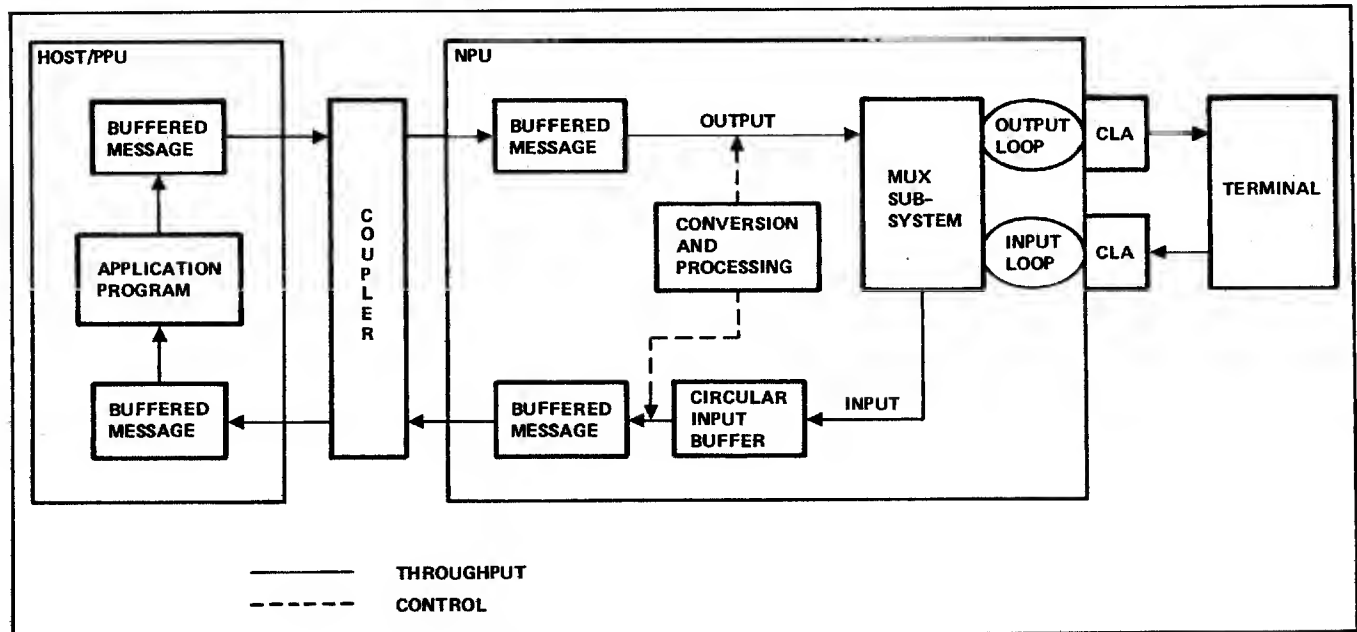 HOST/PPU
NPU
BUFFERED
MESSAGE
APPLICATION
PROGRAM
BUFFERED
MESSAGE
COUPLER
BUFFERED
MESSAGE
OUTPUT
CONVERSION
AND
PROCESSING
BUFFERED
MESSAGE
CIRCULAR
INPUT
BUFFER
INPUT
MUX
SUB-
SYSTEM
OUTPUT
LOOP
INPUT
LOOP
CLA
CLA
TERMINAL
THROUGHPUT
CONTROL